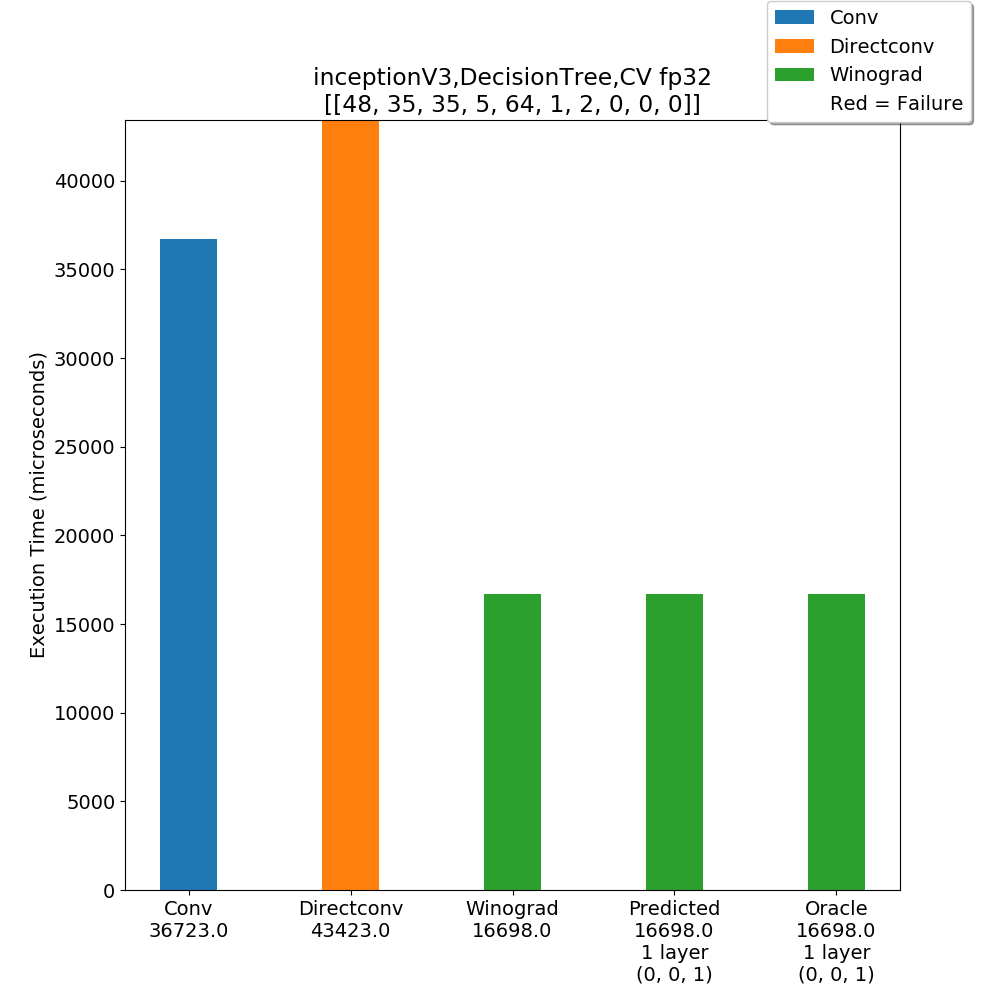 Conv
Directconv
Winograd
Red = Failure
inceptionV3,DecisionTree,CV fp32
[[48, 35, 35, 5, 64, 1, 2, 0, 0, 0]]
Execution Time (microseconds)
40000
35000
30000
25000
20000
15000
10000
5000
0
Conv
36723.0
Directconv
43423.0
Winograd
16698.0
Predicted
16698.0
1 layer
(0, 0, 1)
Oracle
16698.0
1 layer
(0, 0, 1)